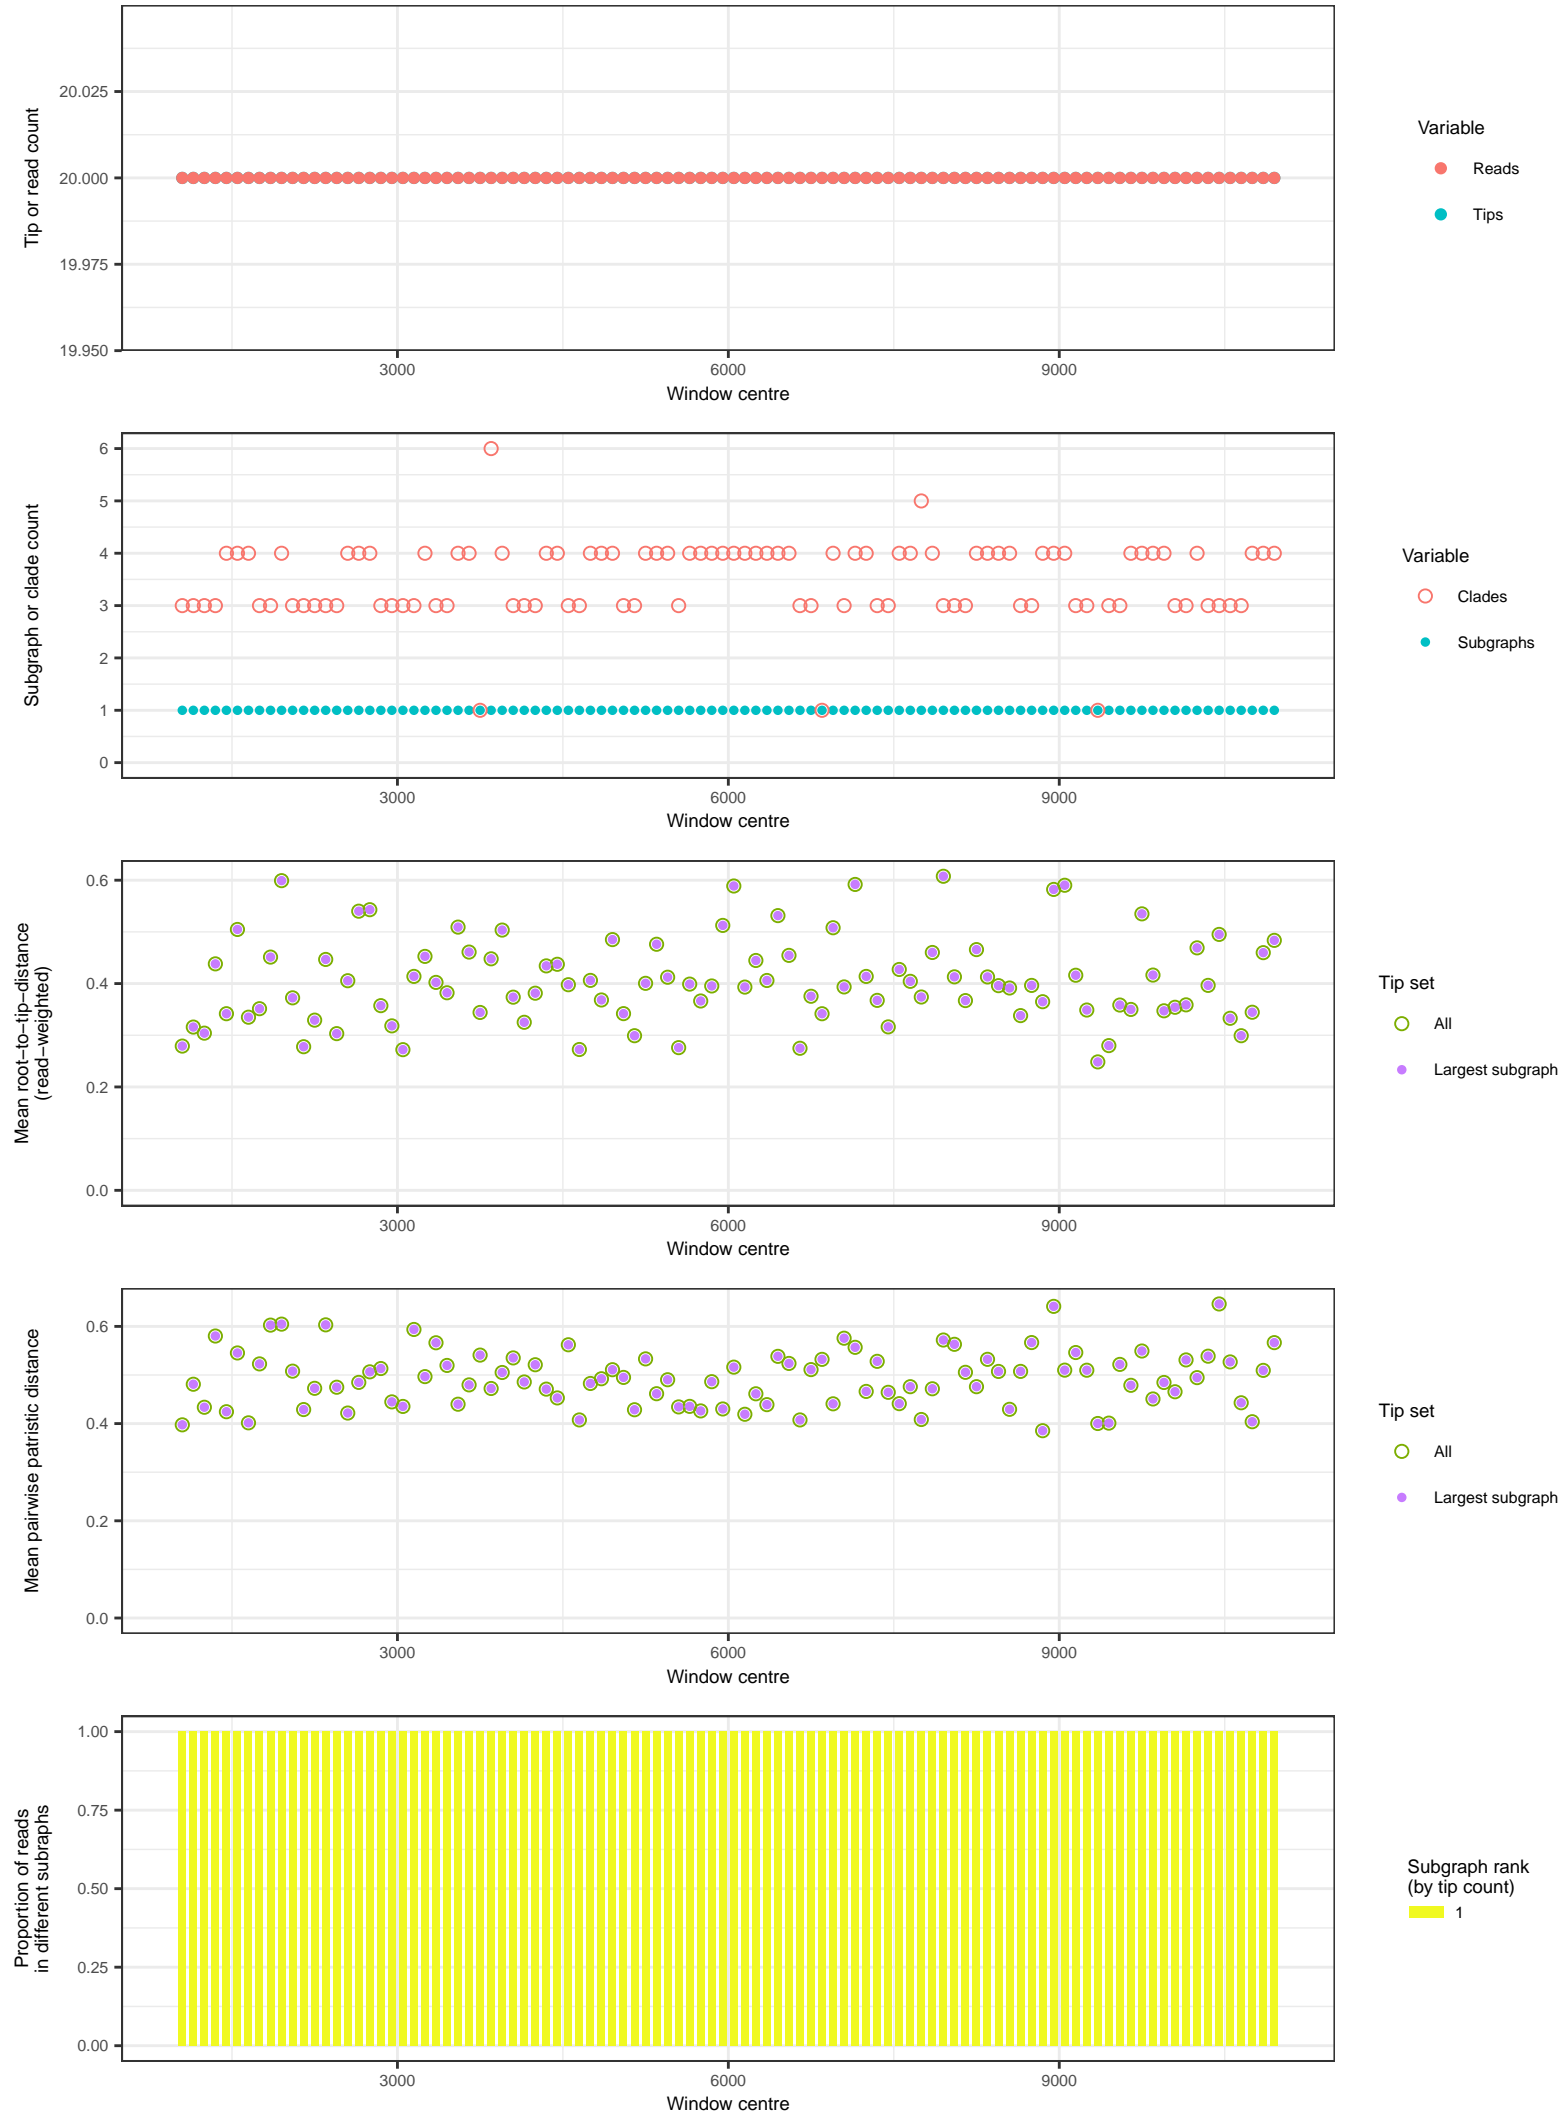 Tip or read count
20.025
20.000
19.975
19.950
3000
6000
9000
Window centre
Variable
Reads
Tips
Subgraph or clade count
6
5
4
3
2
1
0
3000
6000
9000
Window centre
Variable
Clades
Subgraphs
Mean root−to−tip−distance
(read−weighted)
0.6
0.4
0.2
0.0
3000
6000
9000
Window centre
Tip set
All
Largest subgraph
Mean pairwise patristic distance
0.6
0.4
0.2
0.0
3000
6000
9000
Window centre
Tip set
All
Largest subgraph
Proportion of reads
in different subraphs
1.00
0.75
0.50
0.25
0.00
3000
6000
9000
Window centre
Subgraph rank
(by tip count)
1